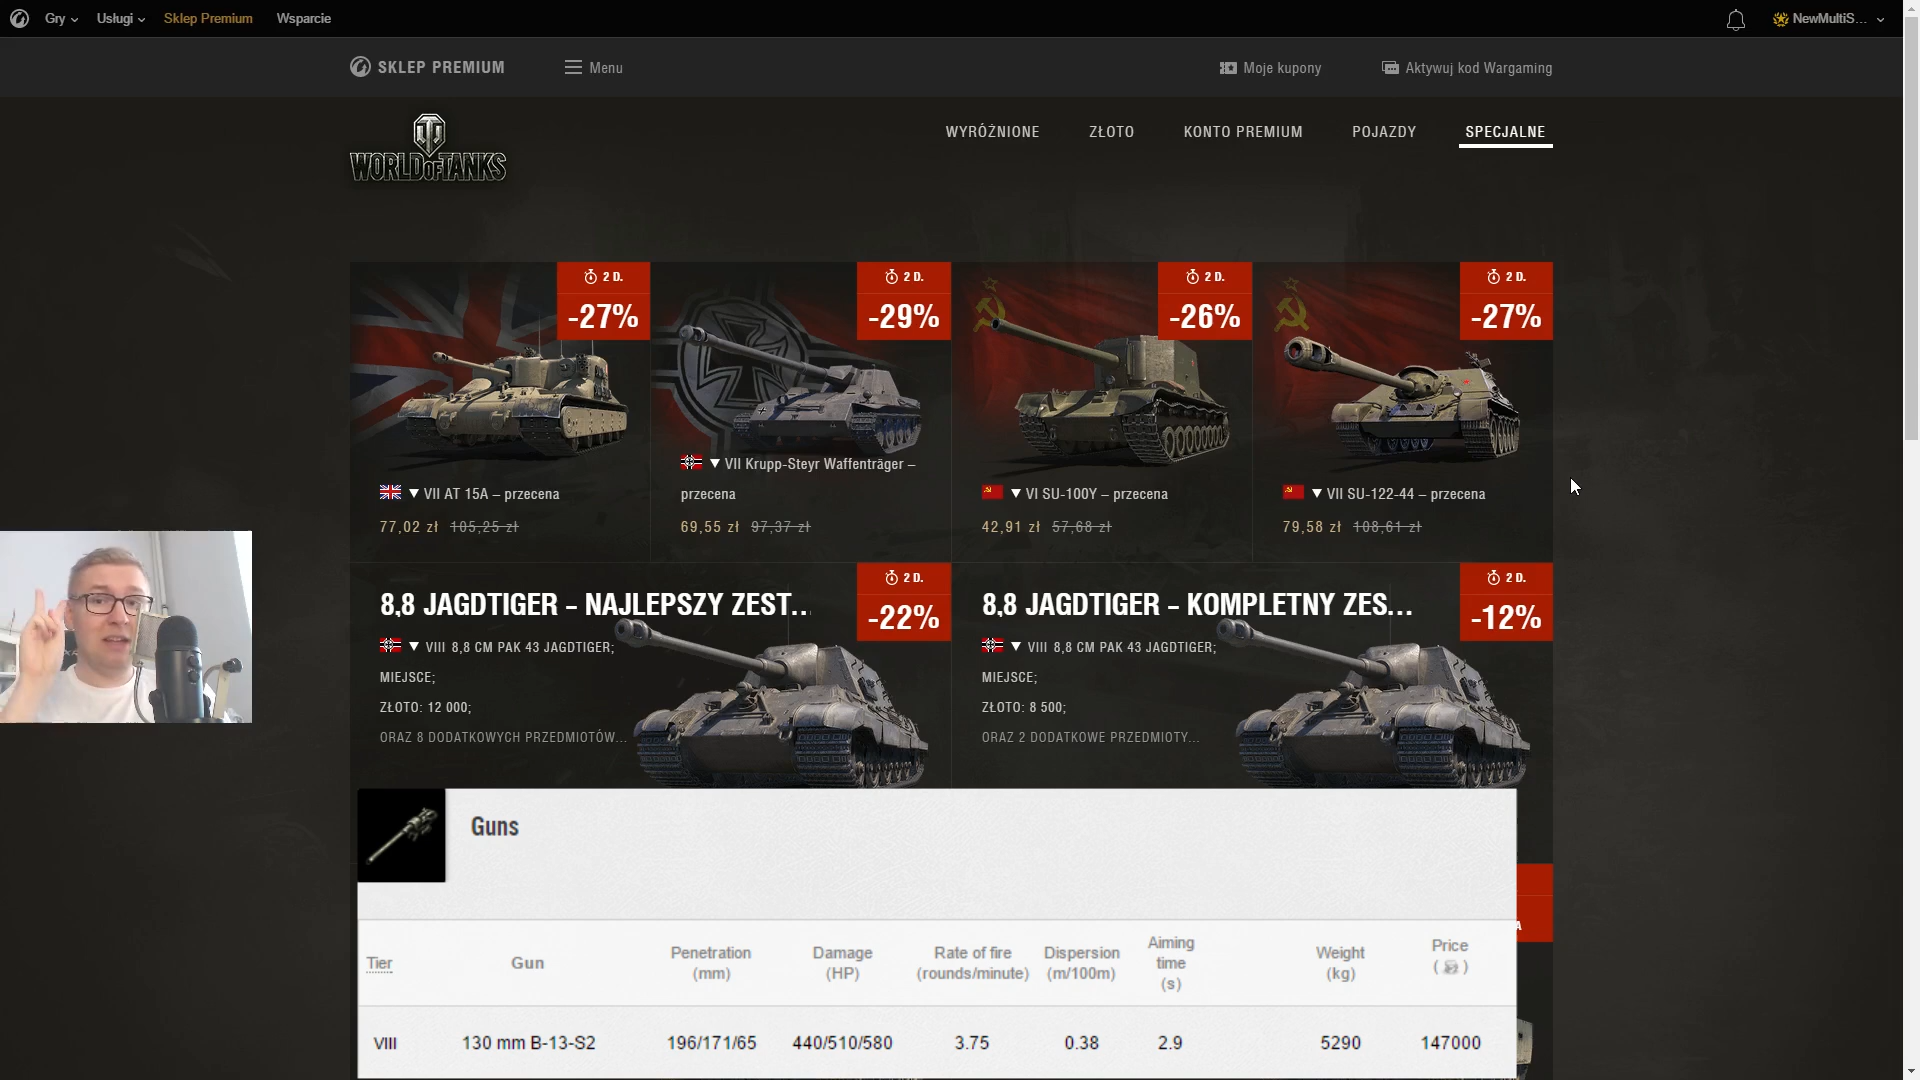 Gry
Usługi
Sklep Premium
Wsparcie
NewMultiS...
SKLEP PREMIUM
Menu
Moje kupony
Aktywuj kod Wargaming
WORLD OF TANKS
WYRÓŻNIONE
ZŁOTO
KONTO PREMIUM
POJAZDY
SPECJALNE
2 D.
-27%
VII AT 15A – przecena
77,02 zł 105,25 zł
2 D.
-29%
VII Krupp-Steyr Waffenträger –
przecena
69,55 zł 97,37 zł
2 D.
-26%
VI SU-100Y – przecena
42,91 zł 57,68 zł
2 D.
-27%
VII SU-122-44 – przecena
79,58 zł 108,61 zł
8,8 JAGDTIGER – NAJLEPSZY ZEST...
2 D.
-22%
VIII 8,8 CM PAK 43 JAGDTIGER;
MIEJSCE;
ZŁOTO: 12 000;
ORAZ 8 DODATKOWYCH PRZEDMIOTÓW...
8,8 JAGDTIGER – KOMPLETNY ZES...
2 D.
-12%
VIII 8,8 CM PAK 43 JAGDTIGER;
MIEJSCE;
ZŁOTO: 8 500;
ORAZ 2 DODATKOWE PRZEDMIOTY...
A
Guns
Tier
Gun
Penetration
(mm)
Damage
(HP)
Rate of fire
(rounds/minute)
Dispersion
(m/100m)
Aiming
time
(s)
Weight
(kg)
Price
( )
VIII 130 mm B-13-S2 196/171/65 440/510/580 3.75 0.38 2.9 5290 147000